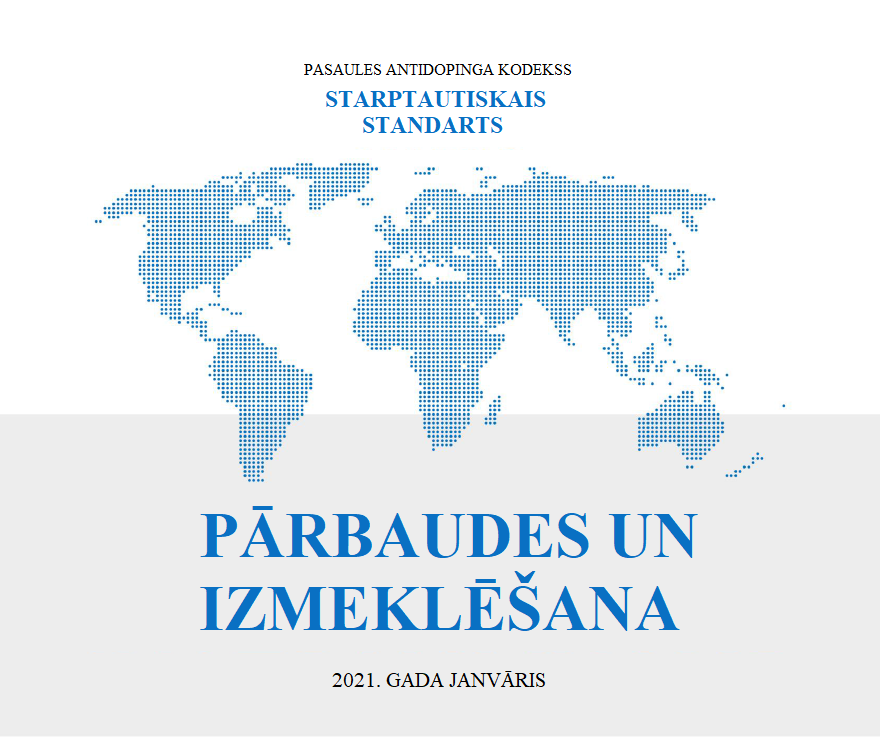 PASAULES ANTIDOPINGA KODEKSS
STARPTAUTISKAIS
STANDARTS
PĀRBAUDES UN
IZMEKLĒŠANA
2021. GADA JANVĀRIS